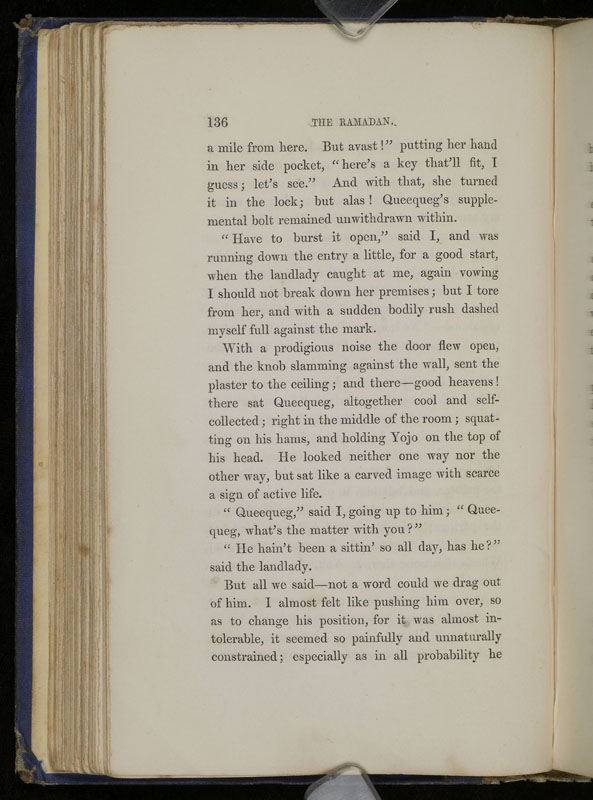 136 THE RAMADAN.
a mile from here. But avast!” putting her hand
in her side pocket, “here’s a key that’ll fit, I
guess; let’s see.” And with that, she turned
it in the lock; but alas! Queequeg’s supple-
mental bolt remained unwithdrawn within.
“Have to burst it open,” said I, and was
running down the entry a little, for a good start,
when the landlady caught at me, again vowing
I should not break down her premises; but I tore
from her, and with a sudden bodily rush dashed
myself full against the mark.
With a prodigious noise the door flew open,
and the knob slamming against the wall, sent the
plaster to the ceiling; and there—good heavens!
there sat Queequeg, altogether cool and self-
collected; right in the middle of the room; squat-
ting on his hams, and holding Yojo on the top of
his head. He looked neither one way nor the
other way, but sat like a carved image with scarce
a sign of active life.
“Queequeg,” said I, going up to him; “Quee-
queg, what’s the matter with you?”
“He hain’t been a sittin’ so all day, has he?”
said the landlady.
But all we said—not a word could we drag out
of him. I almost felt like pushing him over, so
as to change his position, for it was almost in-
tolerable, it seemed so painfully and unnaturally
constrained; especially as in all probability he